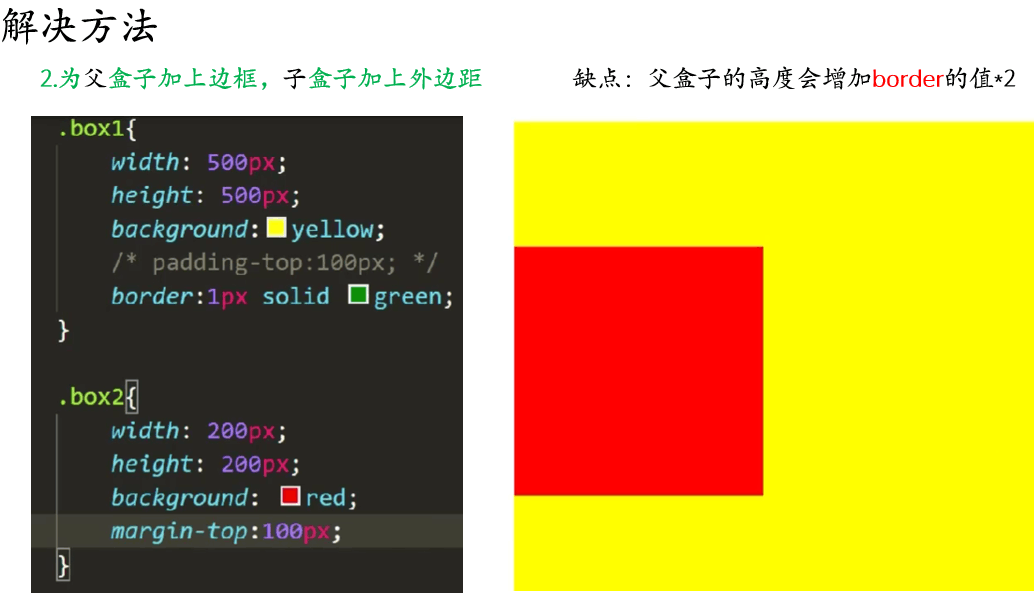 解决方法
2.为父盒子加上边框，子盒子加上外边距
缺点：父盒子的高度会增加border的值*2
.box1{
width: 500px;
height: 500px;
background:yellow;
/* padding-top:100px; */
border:1px solid green;
}
.box2{
width: 200px;
height: 200px;
background: red;
margin-top:100px;
}